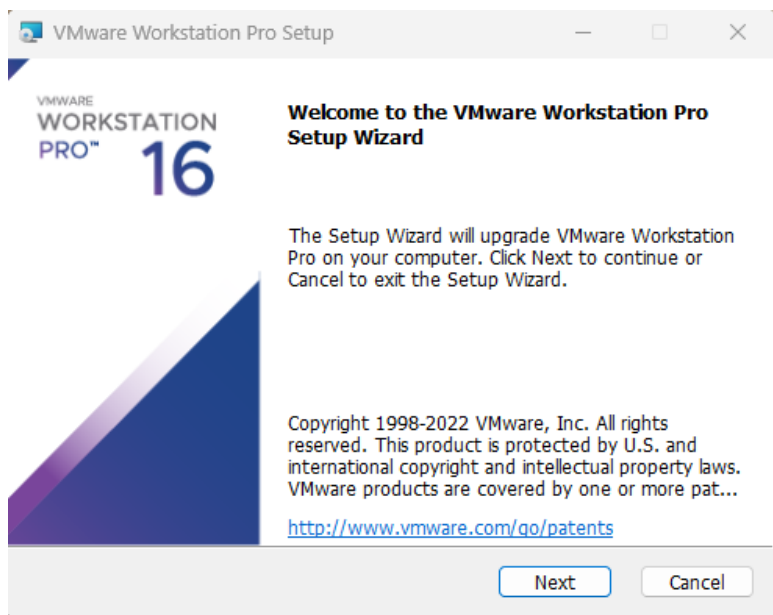 VMware Workstation Pro Setup
VMWARE
WORKSTATION
PRO™
16
Welcome to the VMware Workstation Pro
Setup Wizard
The Setup Wizard will upgrade VMware Workstation
Pro on your computer. Click Next to continue or
Cancel to exit the Setup Wizard.
Copyright 1998-2022 VMware, Inc. All rights
reserved. This product is protected by U.S. and
international copyright and intellectual property laws.
VMware products are covered by one or more pat...
http://www.vmware.com/go/patents
Next
Cancel